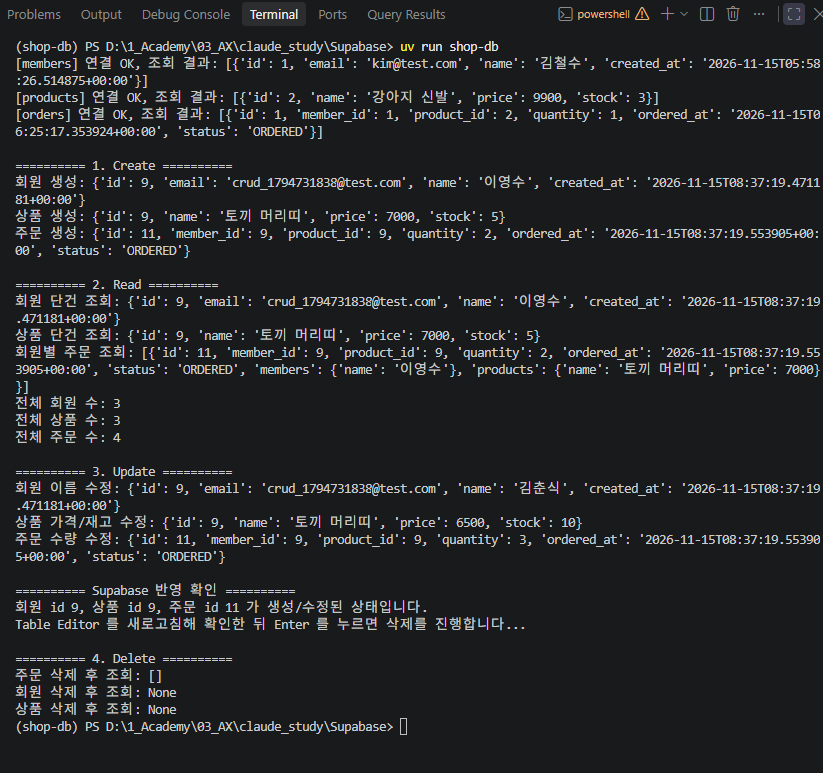 Problems Output Debug Console Terminal Ports Query Results powershell
(shop-db) PS D:\1_Academy\03_AX\claude_study\Supabase> uv run shop-db
[members] 연결 OK, 조회 결과: [{'id': 1, 'email': 'kim@test.com', 'name': '김철수', 'created_at': '2026-11-15T05:58
:26.514875+00:00'}]
[products] 연결 OK, 조회 결과: [{'id': 2, 'name': '강아지 신발', 'price': 9900, 'stock': 3}]
[orders] 연결 OK, 조회 결과: [{'id': 1, 'member_id': 1, 'product_id': 2, 'quantity': 1, 'ordered_at': '2026-11-15T0
6:25:17.353924+00:00', 'status': 'ORDERED'}]
========== 1. Create ==========
회원 생성: {'id': 9, 'email': 'crud_1794731838@test.com', 'name': '이영수', 'created_at': '2026-11-15T08:37:19.4711
81+00:00'}
상품 생성: {'id': 9, 'name': '토끼 머리띠', 'price': 7000, 'stock': 5}
주문 생성: {'id': 11, 'member_id': 9, 'product_id': 9, 'quantity': 2, 'ordered_at': '2026-11-15T08:37:19.553905+00:
00', 'status': 'ORDERED'}
========== 2. Read ==========
회원 단건 조회: {'id': 9, 'email': 'crud_1794731838@test.com', 'name': '이영수', 'created_at': '2026-11-15T08:37:19
.471181+00:00'}
상품 단건 조회: {'id': 9, 'name': '토끼 머리띠', 'price': 7000, 'stock': 5}
회원별 주문 조회: [{'id': 11, 'member_id': 9, 'product_id': 9, 'quantity': 2, 'ordered_at': '2026-11-15T08:37:19.55
3905+00:00', 'status': 'ORDERED', 'members': {'name': '이영수'}, 'products': {'name': '토끼 머리띠', 'price': 7000}
}]
전체 회원 수: 3
전체 상품 수: 3
전체 주문 수: 4
========== 3. Update ==========
회원 이름 수정: {'id': 9, 'email': 'crud_1794731838@test.com', 'name': '김춘식', 'created_at': '2026-11-15T08:37:19
.471181+00:00'}
상품 가격/재고 수정: {'id': 9, 'name': '토끼 머리띠', 'price': 6500, 'stock': 10}
주문 수량 수정: {'id': 11, 'member_id': 9, 'product_id': 9, 'quantity': 3, 'ordered_at': '2026-11-15T08:37:19.55390
5+00:00', 'status': 'ORDERED'}
========== Supabase 반영 확인 ==========
회원 id 9, 상품 id 9, 주문 id 11 가 생성/수정된 상태입니다.
Table Editor 를 새로고침해 확인한 뒤 Enter 를 누르면 삭제를 진행합니다...
========== 4. Delete ==========
주문 삭제 후 조회: []
회원 삭제 후 조회: None
상품 삭제 후 조회: None
(shop-db) PS D:\1_Academy\03_AX\claude_study\Supabase>